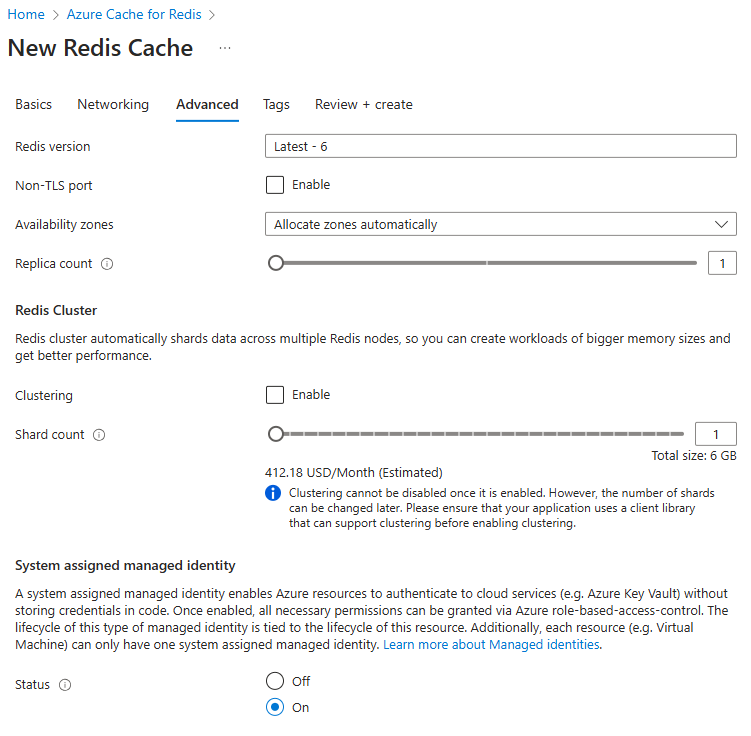 Home > Azure Cache for Redis >
New Redis Cache ...
Basics Networking Advanced Tags Review + create
Redis version Latest - 6
Non-TLS port Enable
Availability zones Allocate zones automatically
Replica count 1
Redis Cluster
Redis cluster automatically shards data across multiple Redis nodes, so you can create workloads of bigger memory sizes and
get better performance.
Clustering Enable
Shard count 1
Total size: 6 GB
412.18 USD/Month (Estimated)
Clustering cannot be disabled once it is enabled. However, the number of shards
can be changed later. Please ensure that your application uses a client library
that can support clustering before enabling clustering.
System assigned managed identity
A system assigned managed identity enables Azure resources to authenticate to cloud services (e.g. Azure Key Vault) without
storing credentials in code. Once enabled, all necessary permissions can be granted via Azure role-based-access-control. The
lifecycle of this type of managed identity is tied to the lifecycle of this resource. Additionally, each resource (e.g. Virtual
Machine) can only have one system assigned managed identity. Learn more about Managed identities.
Status Off
On